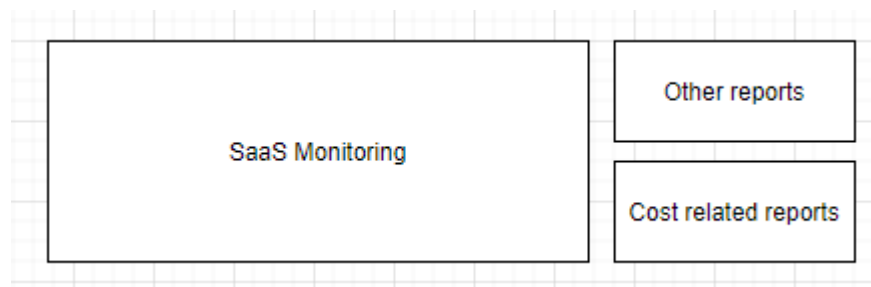 SaaS Monitoring
Other reports
Cost related reports